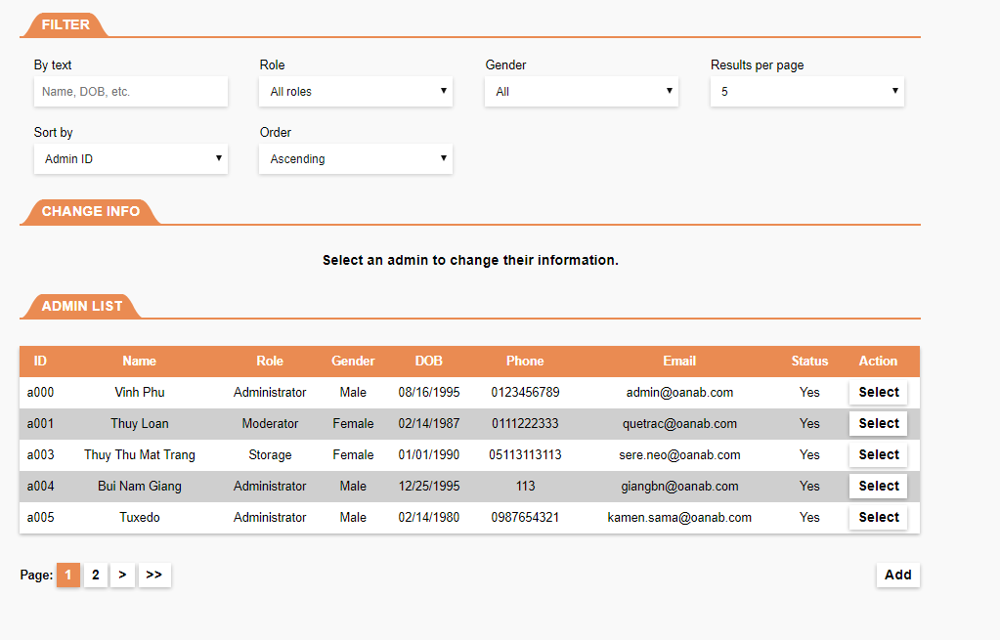 FILTER
By text Role Gender Results per page
Name, DOB, etc. All roles All 5
Sort by Order
Admin ID Ascending
CHANGE INFO
Select an admin to change their information.
ADMIN LIST
ID Name Role Gender DOB Phone Email Status Action
a000 Vinh Phu Administrator Male 08/16/1995 0123456789 admin@oanab.com Yes Select
a001 Thuy Loan Moderator Female 02/14/1987 0111222333 quetrac@oanab.com Yes Select
a003 Thuy Thu Mat Trang Storage Female 01/01/1990 05113113113 sere.neo@oanab.com Yes Select
a004 Bui Nam Giang Administrator Male 12/25/1995 113 giangbn@oanab.com Yes Select
a005 Tuxedo Administrator Male 02/14/1980 0987654321 kamen.sama@oanab.com Yes Select
Page: 1 2 > >> Add